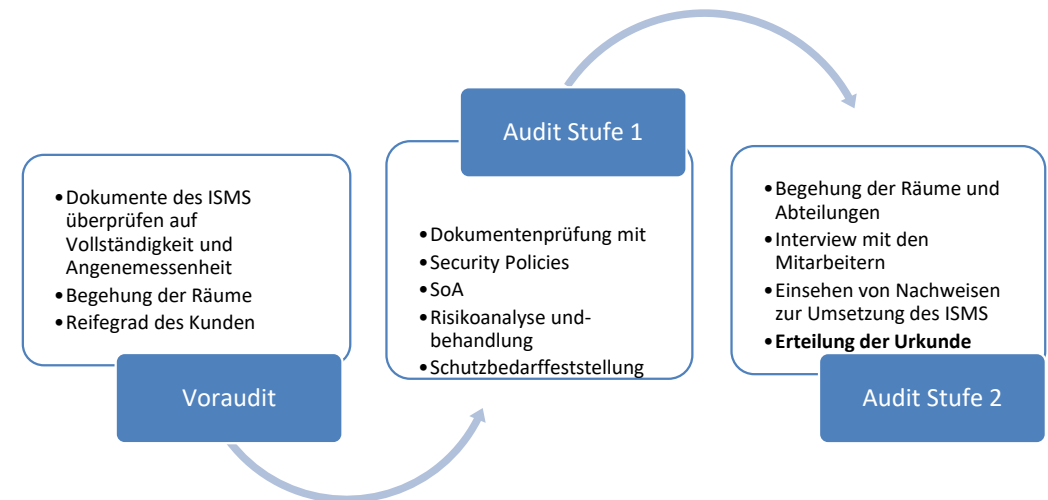 •Dokumente des ISMS
überprüfen auf
Vollständigkeit und
Angenemessenheit
•Begehung der Räume
•Reifegrad des Kunden
Voraudit
Audit Stufe 1
•Dokumentenprüfung mit
•Security Policies
•SoA
•Risikoanalyse und-
behandlung
•Schutzbedarffeststellung
•Begehung der Räume und
Abteilungen
•Interview mit den
Mitarbeitern
•Einsehen von Nachweisen
zur Umsetzung des ISMS
•Erteilung der Urkunde
Audit Stufe 2